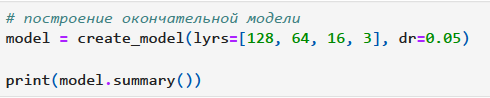 # построение окончательной модели
model = create_model(lyrs=[128, 64, 16, 3], dr=0.05)
print(model.summary())